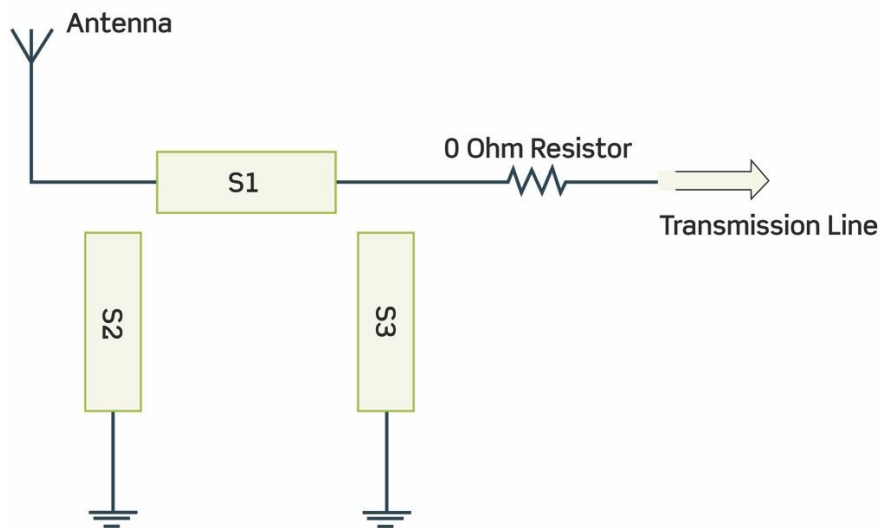 Antenna
0 Ohm Resistor
S1
Transmission Line
S2
S3